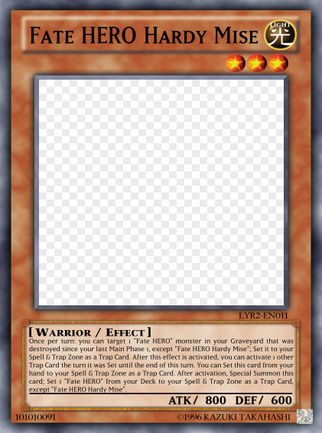 FATE HERO HARDY MISE
LIGHT
光
LYR2-EN011
[ WARRIOR / EFFECT ]
Once per turn: you can target 1 "Fate HERO" monster in your Graveyard that was
destroyed since your last Main Phase 1, except "Fate HERO Hardy Mise"; Set it to your
Spell & Trap Zone as a Trap Card. After this effect is activated, you can activate 1 other
Trap Card the turn it was Set until the end of this turn. You can Set this card from your
hand to your Spell & Trap Zone as a Trap Card. After activation, Special Summon this
card; Set 1 "Fate HERO" from your Deck to your Spell & Trap Zone as a Trap Card,
except "Fate HERO Hardy Mise".
ATK/ 800 DEF/ 600
101010091
©1996 KAZUKI TAKAHASHI